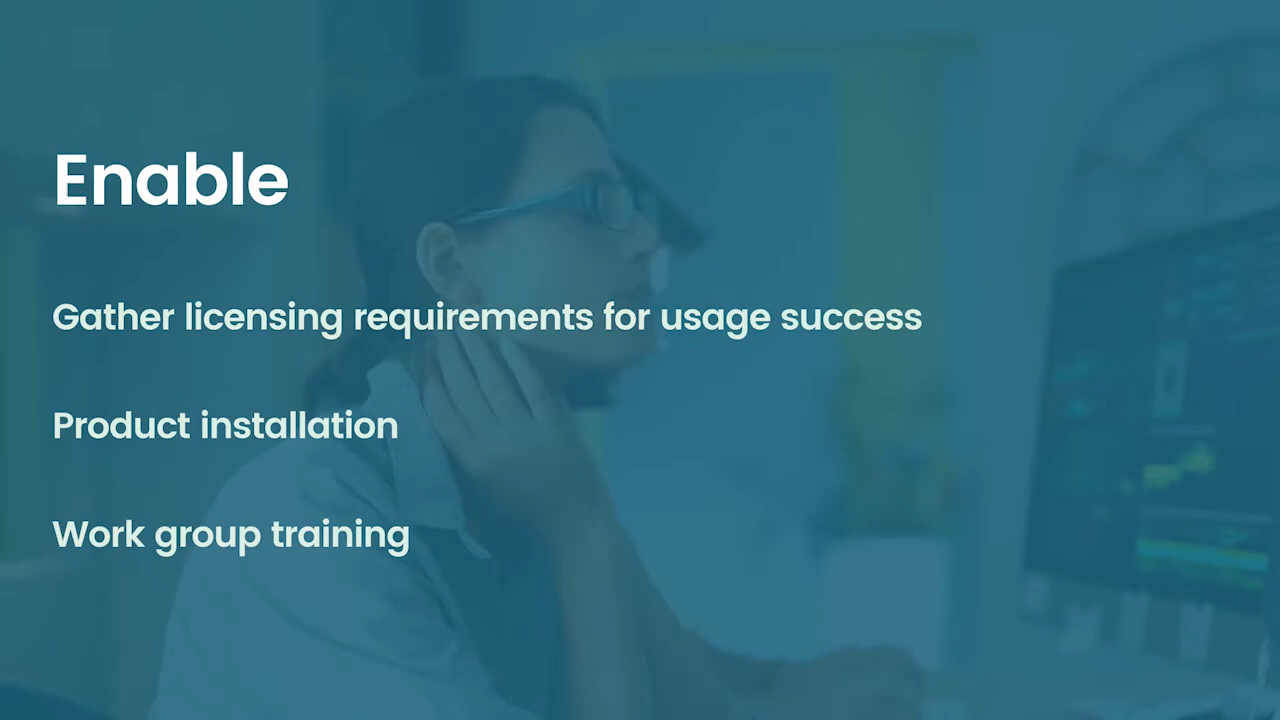 Enable
Gather licensing requirements for usage success
Product installation
Work group training